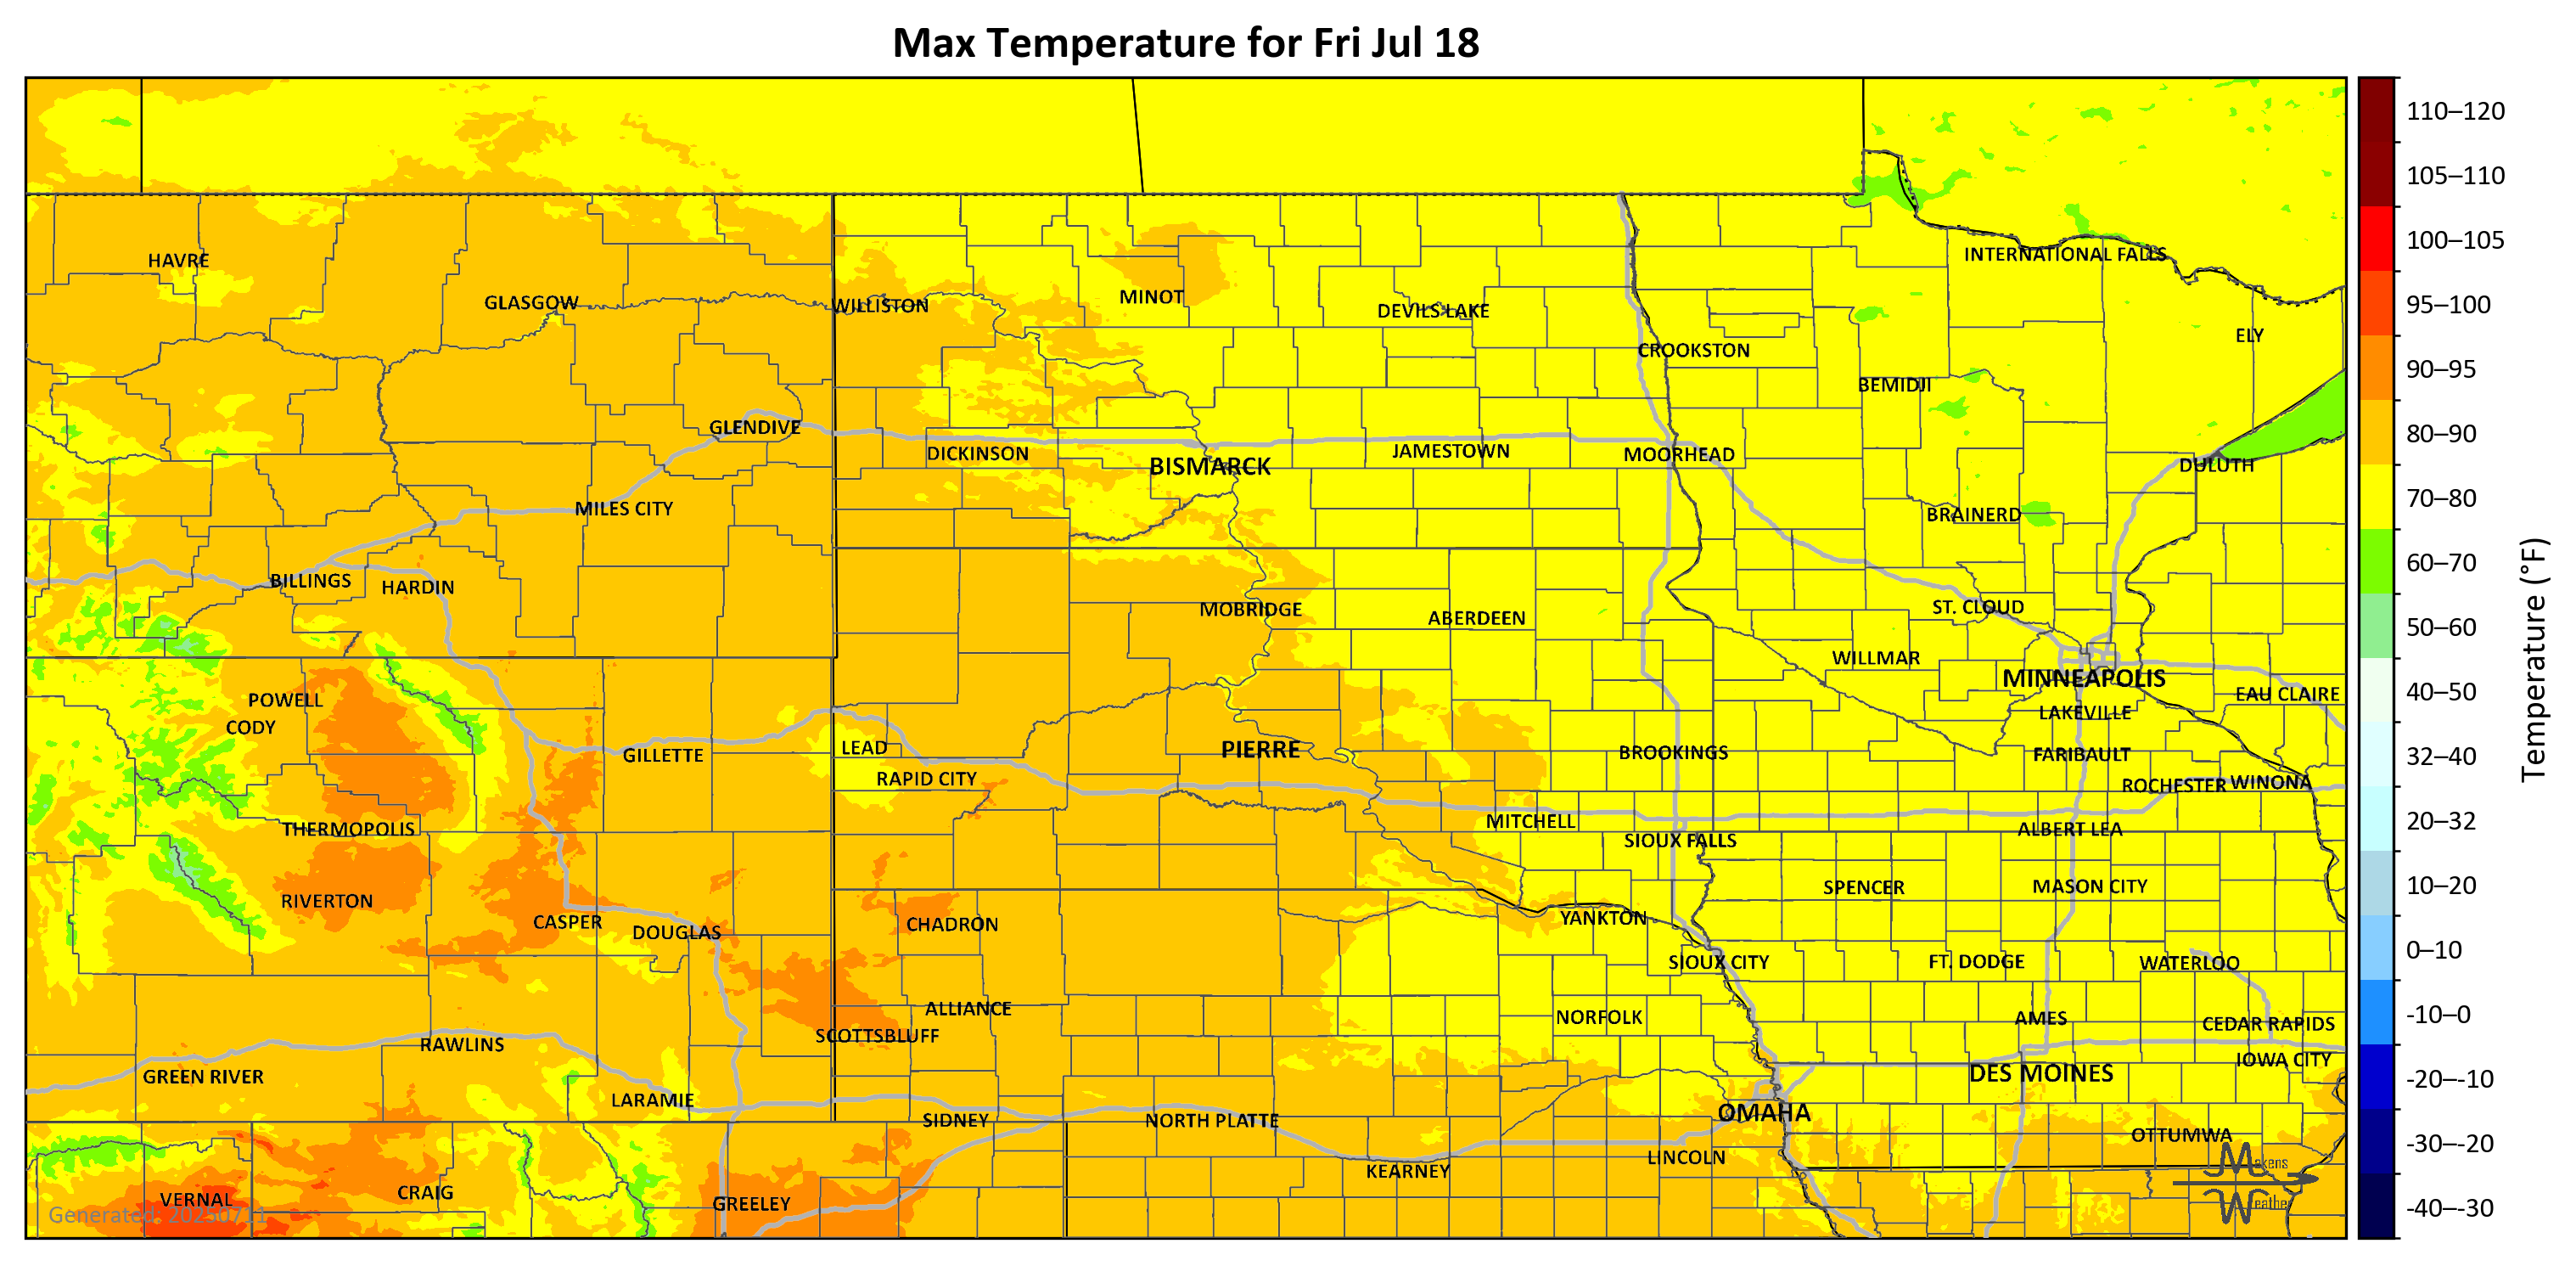 Max Temperature for Fri Jul 18
110–120
105–110
100–105
95–100
90–95
80–90
70–80
60–70
50–60
40–50
32–40
20–32
10–20
0–10
-10–0
-20–-10
-30–-20
-40–-30
Temperature (°F)
HAVRE
GLASGOW
WILLISTON
MINOT
DEVILS LAKE
INTERNATIONAL FALLS
ELY
CROOKSTON
BEMIDJI
GLENDIVE
DICKINSON
BISMARCK
JAMESTOWN
MOORHEAD
DULUTH
MILES CITY
BRAINERD
BILLINGS
HARDIN
MOBRIDGE
ABERDEEN
ST. CLOUD
WILLMAR
MINNEAPOLIS
EAU CLAIRE
POWELL
CODY
LAKEVILLE
GILLETTE
LEAD
PIERRE
BROOKINGS
FARIBAULT
RAPID CITY
ROCHESTER
WINONA
THERMOPOLIS
MITCHELL
ALBERT LEA
SIOUX FALLS
RIVERTON
SPENCER
MASON CITY
CASPER
DOUGLAS
CHADRON
YANKTON
SIOUX CITY
FT. DODGE
WATERLOO
ALLIANCE
NORFOLK
AMES
CEDAR RAPIDS
SCOTTSBLUFF
RAWLINS
IOWA CITY
GREEN RIVER
DES MOINES
LARAMIE
SIDNEY
NORTH PLATTE
OMAHA
OTTUMWA
LINCOLN
KEARNEY
VERNAL
CRAIG
GREELEY
Generated: 20250711
Makens
Weather